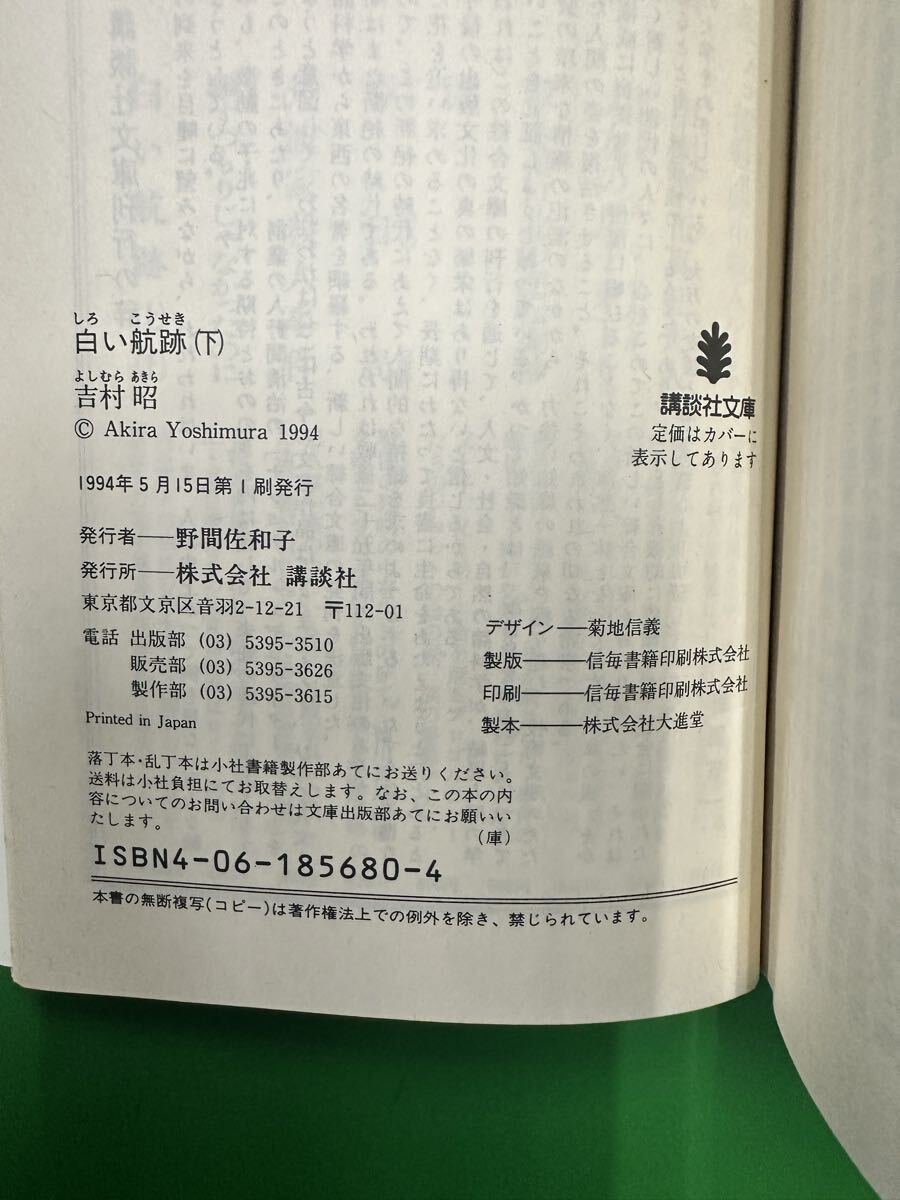 しろ こうせき
白い航跡(下)
よしむら あきら
吉村 昭
© Akira Yoshimura 1994
1994年5月15日第1刷発行
発行者——野間佐和子
発行所——株式会社 講談社
東京都文京区音羽2-12-21 〒112-01
電話 出版部 (03) 5395-3510
販売部 (03) 5395-3626
製作部 (03) 5395-3615
Printed in Japan
講談社文庫
定価はカバーに
表示してあります
デザイン——菊地信義
製版————信毎書籍印刷株式会社
印刷————信毎書籍印刷株式会社
製本————株式会社大進堂
落丁本・乱丁本は小社書籍製作部あてにお送りください。
送料は小社負担にてお取替えします。なお、この本の内
容についてのお問い合わせは文庫出版部あてにお願いい
たします。
(庫)
ISBN4-06-185680-4
本書の無断複写(コピー)は著作権法上での例外を除き、禁じられています。